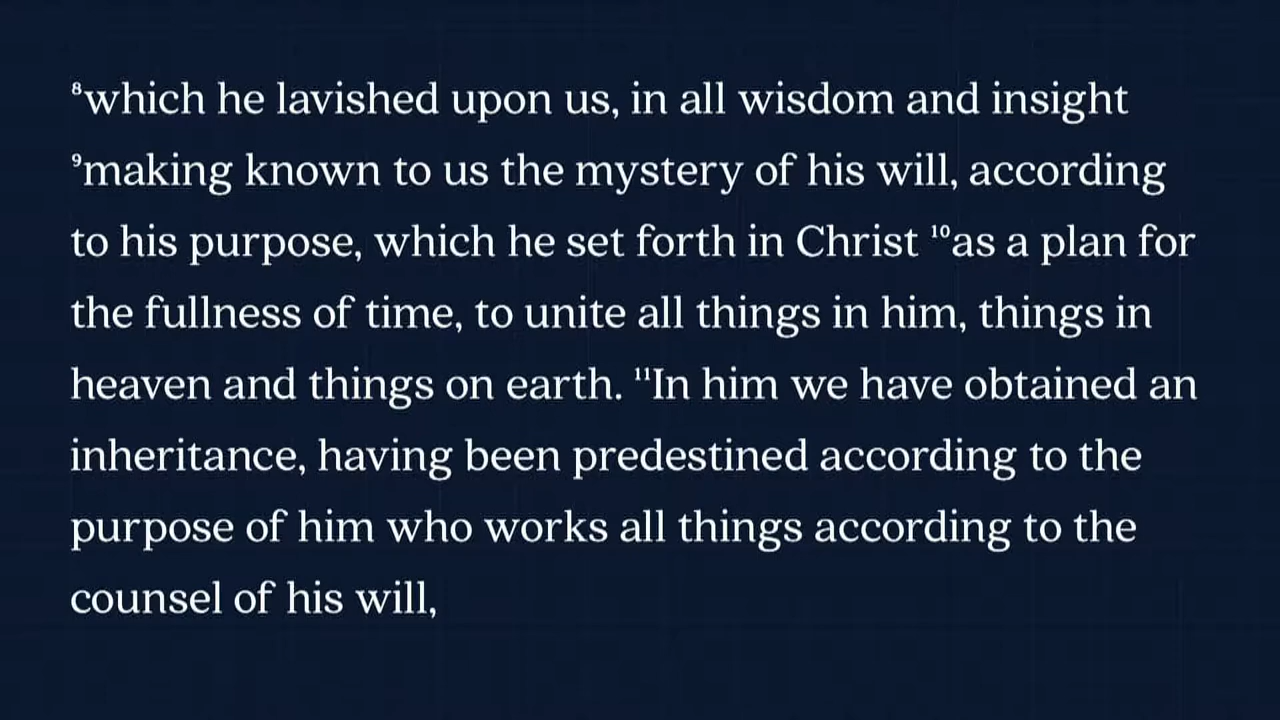 ⁸which he lavished upon us, in all wisdom and insight
⁹making known to us the mystery of his will, according
to his purpose, which he set forth in Christ ¹⁰as a plan for
the fullness of time, to unite all things in him, things in
heaven and things on earth. ¹¹In him we have obtained an
inheritance, having been predestined according to the
purpose of him who works all things according to the
counsel of his will,